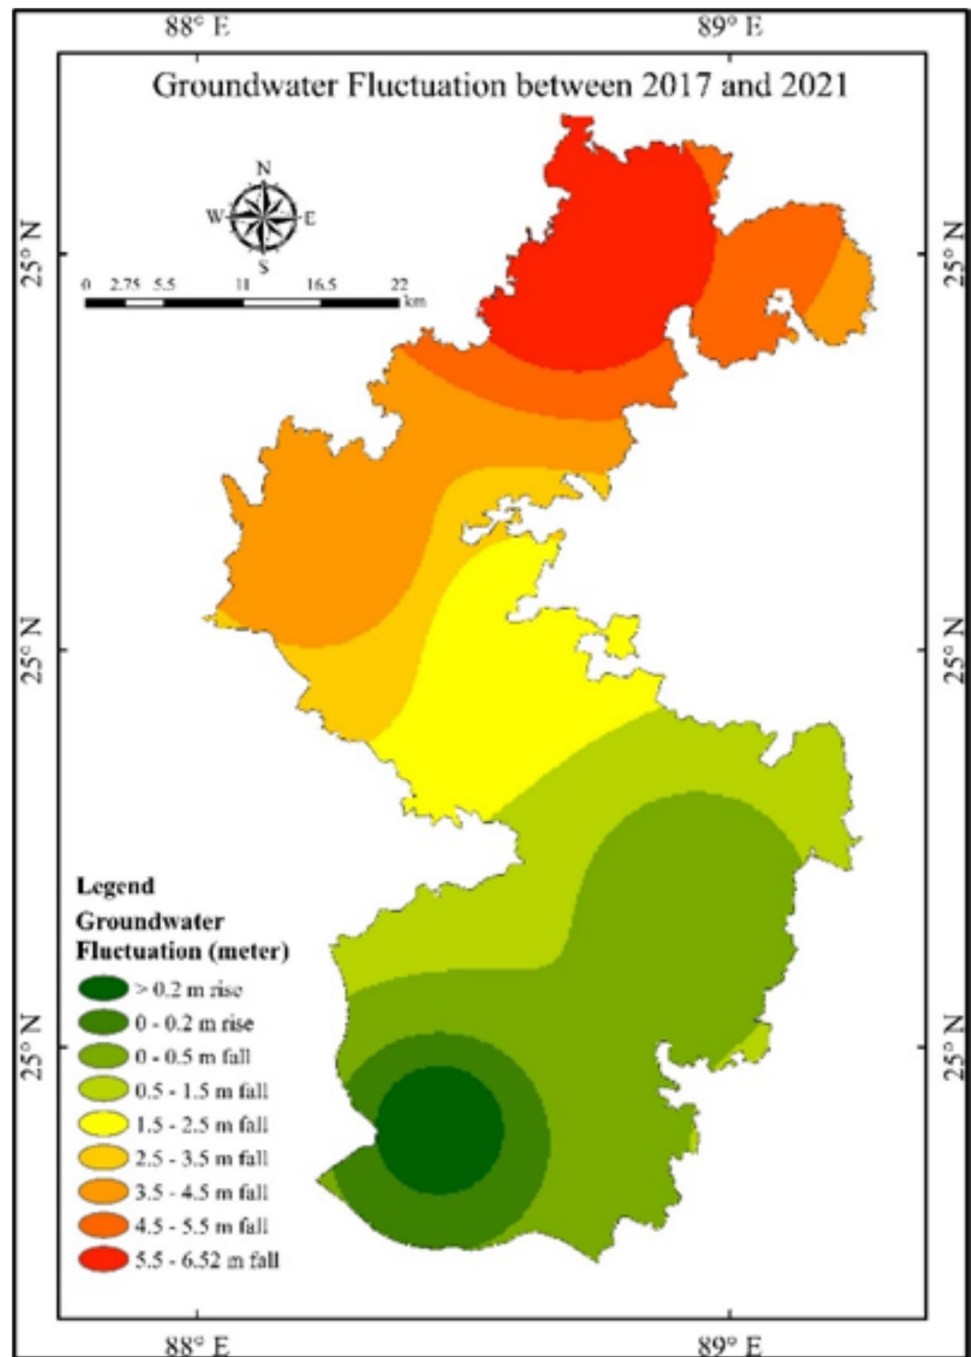 88° E 89° E
Groundwater Fluctuation between 2017 and 2021
N
W E
S
25° N 25° N
0 2.75 5.5 11 16.5 22
km
25° N 25° N
Legend
Groundwater
Fluctuation (meter)
> 0.2 m rise
0 - 0.2 m rise
25° N 25° N
0 - 0.5 m fall
0.5 - 1.5 m fall
1.5 - 2.5 m fall
2.5 - 3.5 m fall
3.5 - 4.5 m fall
4.5 - 5.5 m fall
5.5 - 6.52 m fall
88° E 89° E